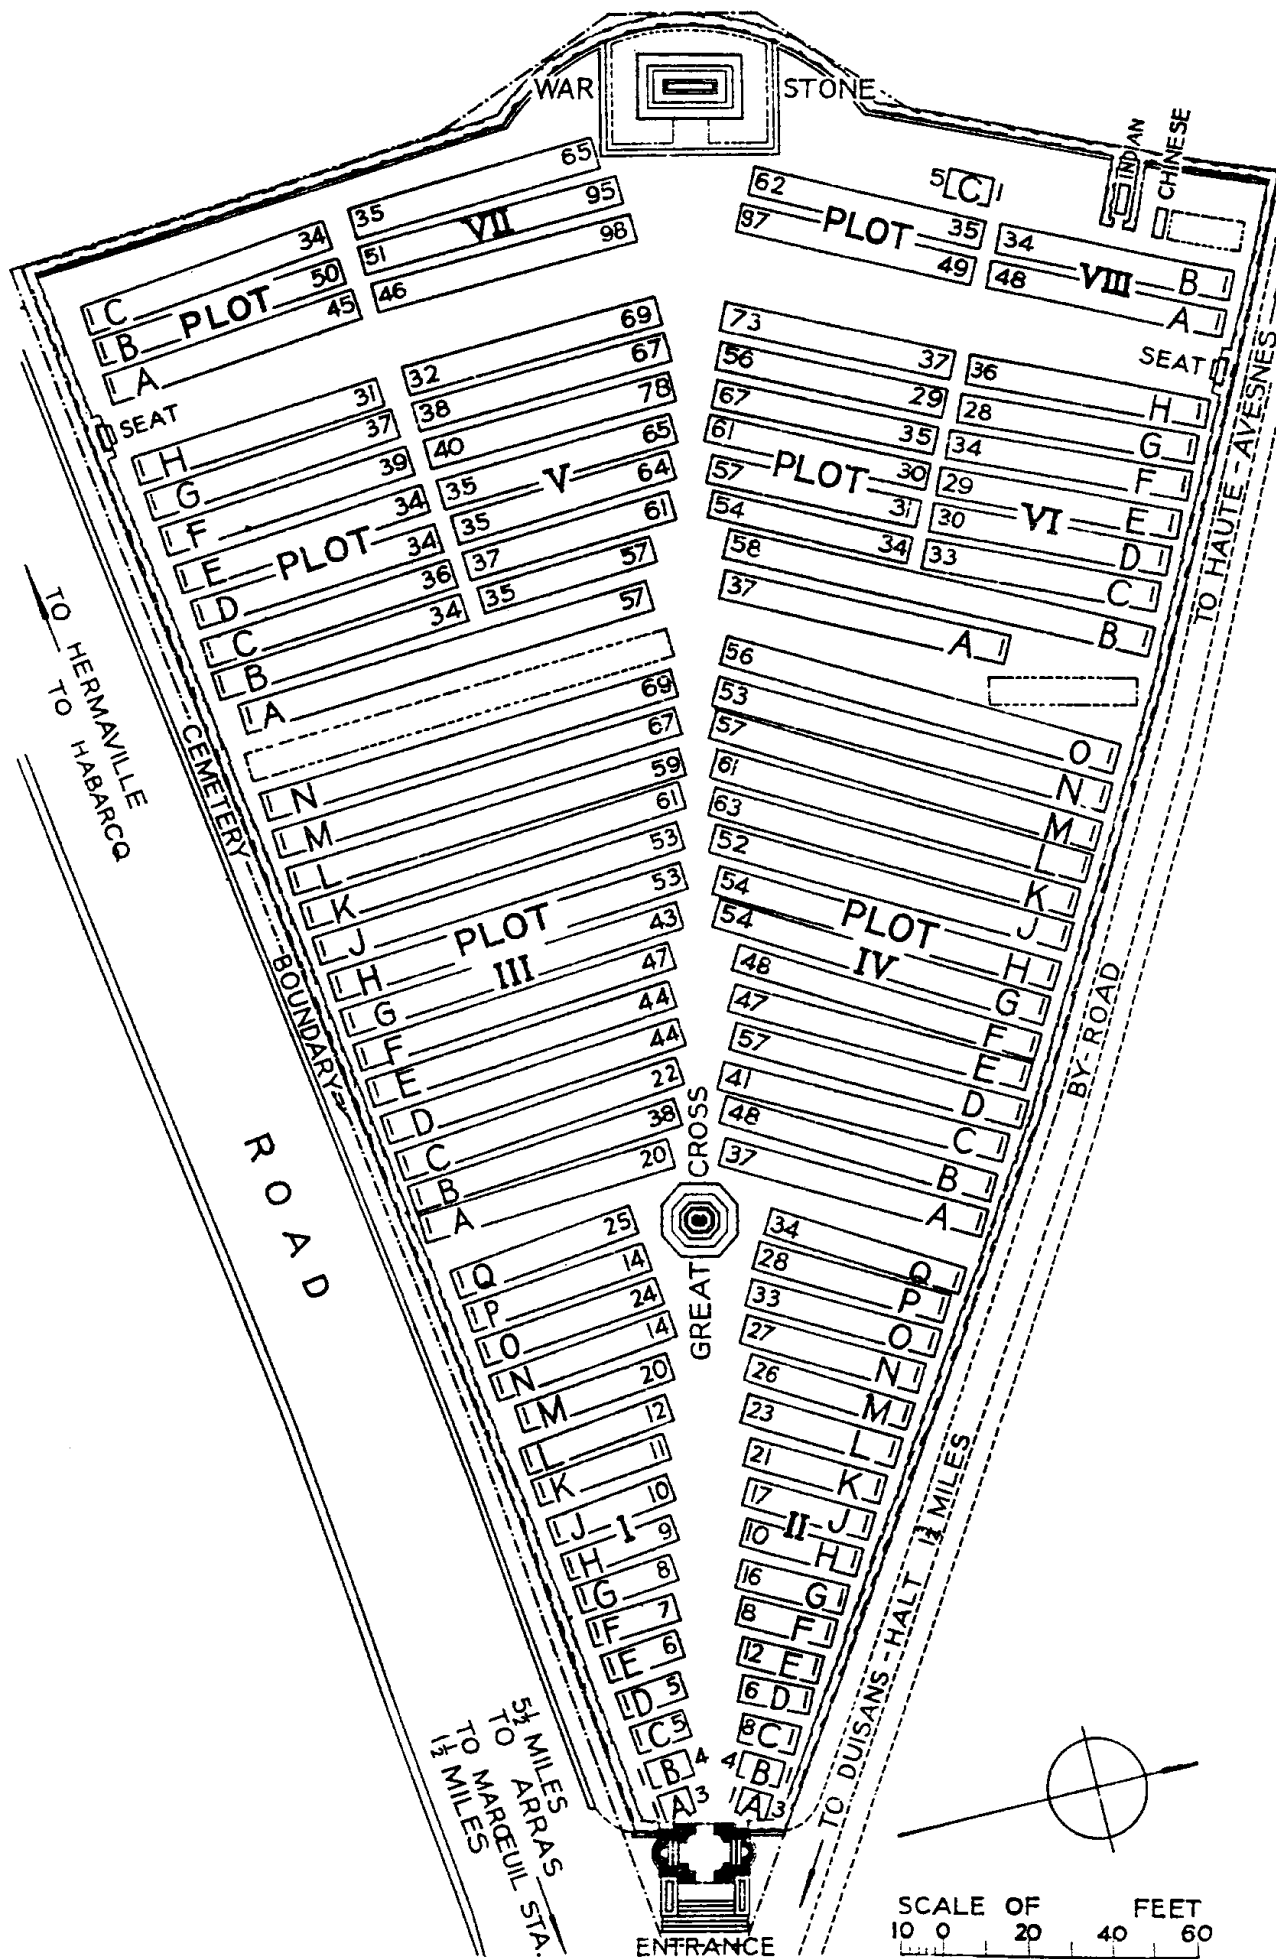 WAR STONE
INDIAN
CHINESE
65
35 95
34 51 VII 98
50 46
C PLOT 45
B
A
SEAT
5 C 1
62 35 34
87 PLOT 49 48 VIII B
A
SEAT
69
32 67
31 38 78
H 37 40 65
G 39 35 V 64
F 34 35 61
E PLOT 34 37 57
D 36 35 57
C 34
B
A
73 37 36
56 29 28 H
67 35 34 G
61 PLOT 30 29 F
57 31 30 VI E
54 34 33 D
58 C
37 A B
TO HERMAVILLE
TO HABARCQ
CEMETERY BOUNDARY
ROAD
TO HAUTE-AVESNES
BY-ROAD
N 69
M 67
L 59
K 61
J 53
H 53
G PLOT III 43
F 47
E 44
D 44
C 22
B 38
A 20
56 O
53 N
57 M
61 L
63 K
52 J
54 PLOT H
54 IV G
48 F
47 E
57 D
41 C
48 B
37 A
GREAT CROSS
Q 25
P 14
O 24
N 14
M 20
L 12
K 11
J I 10
H 9
G 8
F 7
E 6
D 5
C 5
B 4
A 3
34 Q
28 P
33 O
27 N
26 M
23 L
21 K
17 II J
10 H
16 G
8 F
12 E
6 D
8 C
4 B
A 3
5½ MILES
TO ARRAS
TO MARŒUIL STA.
1½ MILES
TO DUISANS-HALT MILES
ENTRANCE
SCALE OF FEET
10 0 20 40 60